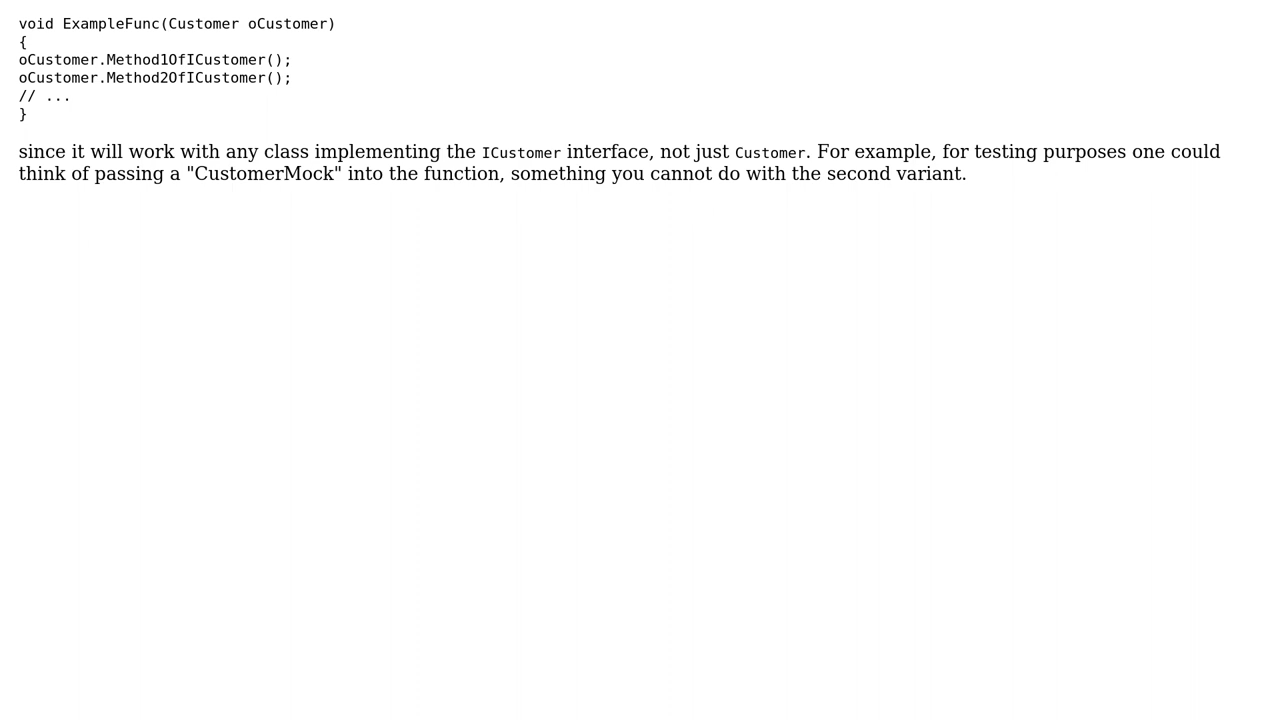 void ExampleFunc(Customer oCustomer)
{
oCustomer.Method1OfICustomer();
oCustomer.Method2OfICustomer();
// ...
}
since it will work with any class implementing the ICustomer interface, not just Customer. For example, for testing purposes one could
think of passing a "CustomerMock" into the function, something you cannot do with the second variant.